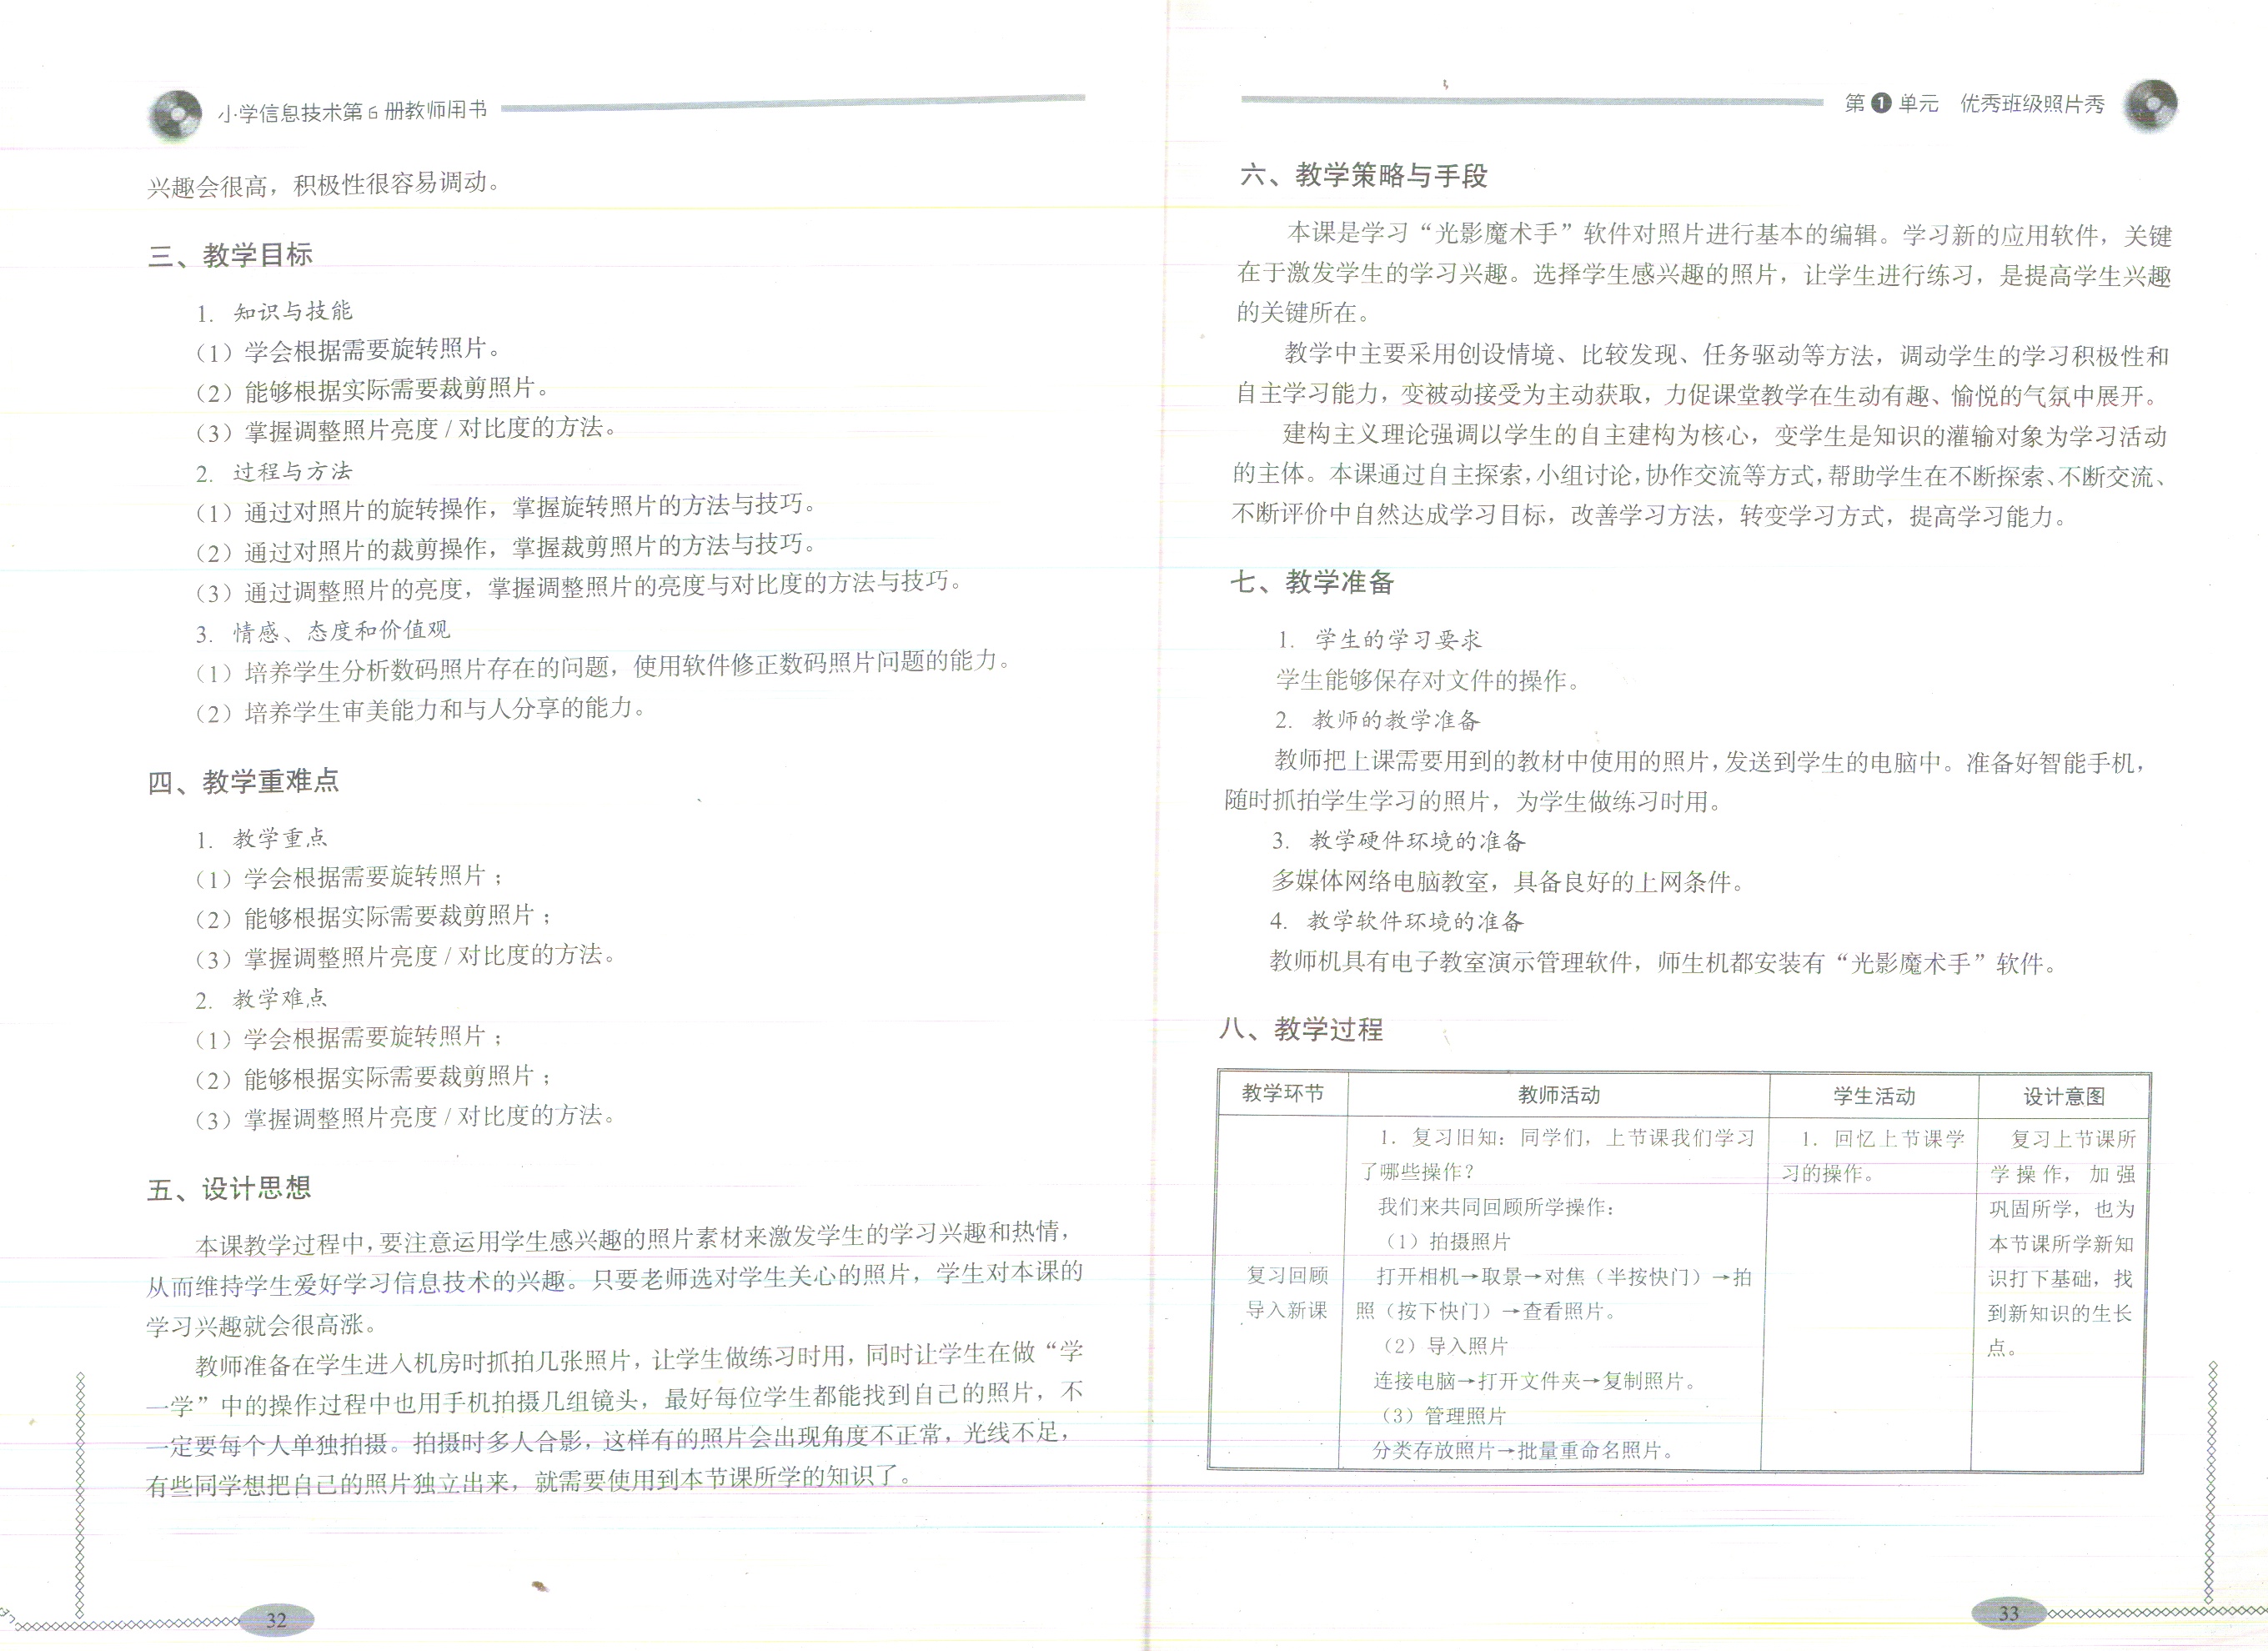 小学信息技术第6册教师用书
兴趣会很高，积极性很容易调动。
三、教学目标
1. 知识与技能
（1）学会根据需要旋转照片。
（2）能够根据实际需要裁剪照片。
（3）掌握调整照片亮度/对比度的方法。
2. 过程与方法
（1）通过对照片的旋转操作，掌握旋转照片的方法与技巧。
（2）通过对照片的裁剪操作，掌握裁剪照片的方法与技巧。
（3）通过调整照片的亮度，掌握调整照片的亮度与对比度的方法与技巧。
3. 情感、态度和价值观
（1）培养学生分析数码照片存在的问题，使用软件修正数码照片问题的能力。
（2）培养学生审美能力和与人分享的能力。
四、教学重难点
1. 教学重点
（1）学会根据需要旋转照片；
（2）能够根据实际需要裁剪照片；
（3）掌握调整照片亮度/对比度的方法。
2. 教学难点
（1）学会根据需要旋转照片；
（2）能够根据实际需要裁剪照片；
（3）掌握调整照片亮度/对比度的方法。
五、设计思想
本课教学过程中，要注意运用学生感兴趣的照片素材来激发学生的学习兴趣和热情，
从而维持学生爱好学习信息技术的兴趣。只要老师选对学生关心的照片，学生对本课的
学习兴趣就会很高涨。
教师准备在学生进入机房时抓拍几张照片，让学生做练习时用，同时让学生在做“学
一学”中的操作过程中也用手机拍摄几组镜头，最好每位学生都能找到自己的照片，不
一定要每个人单独拍摄。拍摄时多人合影，这样有的照片会出现角度不正常，光线不足，
有些同学想把自己的照片独立出来，就需要使用到本节课所学的知识了。
32
第1单元 优秀班级照片秀
六、教学策略与手段
本课是学习“光影魔术手”软件对照片进行基本的编辑。学习新的应用软件，关键
在于激发学生的学习兴趣。选择学生感兴趣的照片，让学生进行练习，是提高学生兴趣
的关键所在。
教学中主要采用创设情境、比较发现、任务驱动等方法，调动学生的学习积极性和
自主学习能力，变被动接受为主动获取，力促课堂教学在生动有趣、愉悦的气氛中展开。
建构主义理论强调以学生的自主建构为核心，变学生是知识的灌输对象为学习活动
的主体。本课通过自主探索，小组讨论，协作交流等方式，帮助学生在不断探索、不断交流、
不断评价中自然达成学习目标，改善学习方法，转变学习方式，提高学习能力。
七、教学准备
1. 学生的学习要求
学生能够保存对文件的操作。
2. 教师的教学准备
教师把上课需要用到的教材中使用的照片，发送到学生的电脑中。准备好智能手机，
随时抓拍学生学习的照片，为学生做练习时用。
3. 教学硬件环境的准备
多媒体网络电脑教室，具备良好的上网条件。
4. 教学软件环境的准备
教师机具有电子教室演示管理软件，师生机都安装有“光影魔术手”软件。
八、教学过程
教学环节 教师活动 学生活动 设计意图
复习回顾
导入新课
1. 复习旧知：同学们，上节课我们学习
了哪些操作？
我们来共同回顾所学操作：
（1）拍摄照片
打开相机→取景→对焦（半按快门）→拍
照（按下快门）→查看照片。
（2）导入照片
连接电脑→打开文件夹→复制照片。
（3）管理照片
分类存放照片→批量重命名照片。
1. 回忆上节课学
习的操作。
复习上节课所
学操作，加强
巩固所学，也为
本节课所学新知
识打下基础，找
到新知识的生长
点。
33